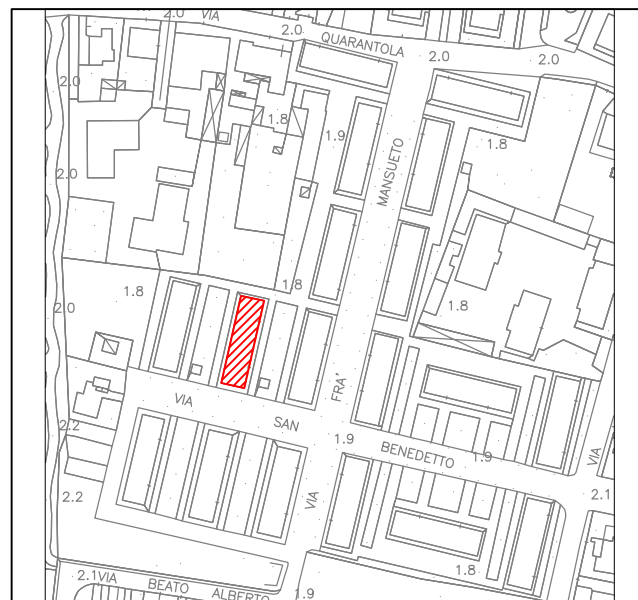 2.0 VIA 2.0 QUARANTOLA 2.0 2.0
2.0
1.8 1.9 MANSUETO 1.8
2.0
1.8 1.8 1.8
2.0
VIA SAN FRA' 1.9 BENEDETTO 1.9 VIA
2.2
2.2 VIA 2.1
2.1 VIA BEATO ALBERTO 1.9 1.8